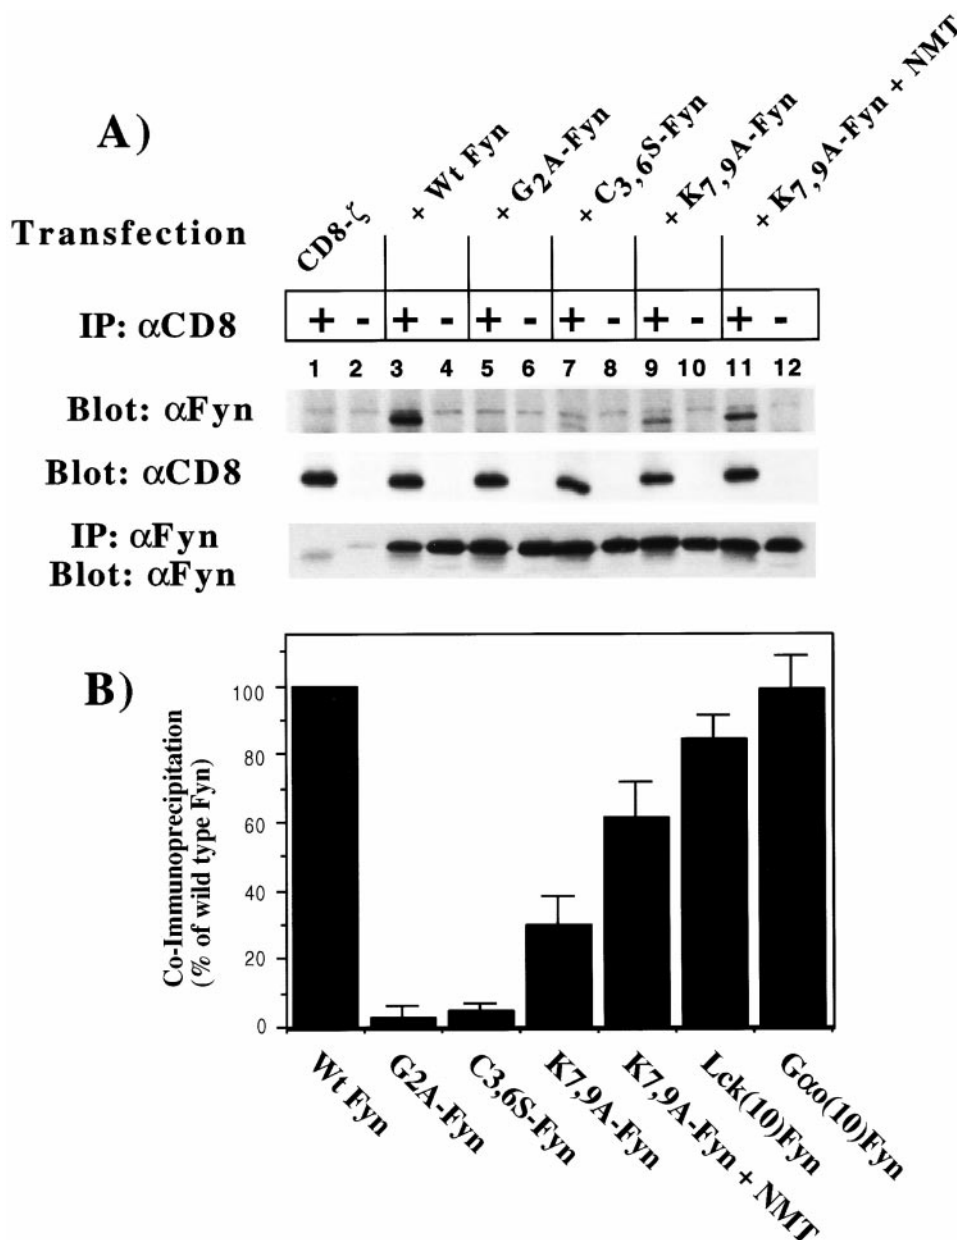 A)
Transfection
CD8-ζ
+ Wt Fyn
+ G2A-Fyn
+ C3,6S-Fyn
+ K7,9A-Fyn
+ K7,9A-Fyn + NMT
IP: αCD8 + - + - + - + - + - + -
1 2 3 4 5 6 7 8 9 10 11 12
Blot: αFyn
Blot: αCD8
IP: αFyn
Blot: αFyn
B)
Co-Immunoprecipitation
(% of wild type Fyn)
100
80
60
40
20
0
Wt Fyn
G2A-Fyn
C3,6S-Fyn
K7,9A-Fyn
K7,9A-Fyn + NMT
Lck(10)Fyn
Gαo(10)Fyn